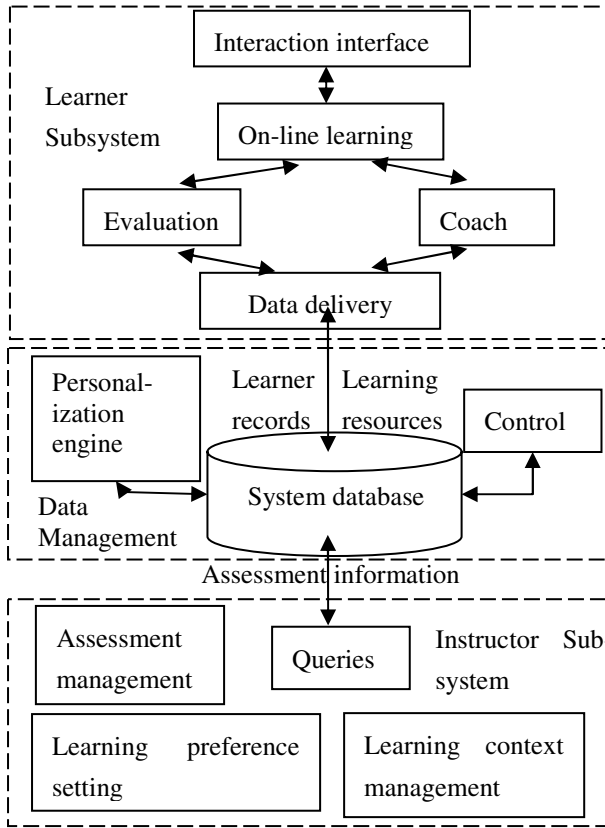 Interaction interface
Learner
Subsystem
On-line learning
Evaluation
Coach
Data delivery
Personal-
ization
engine
Learner
records
Learning
resources
Control
System database
Data
Management
Assessment information
Assessment
management
Queries
Instructor Sub
system
Learning preference
setting
Learning context
management